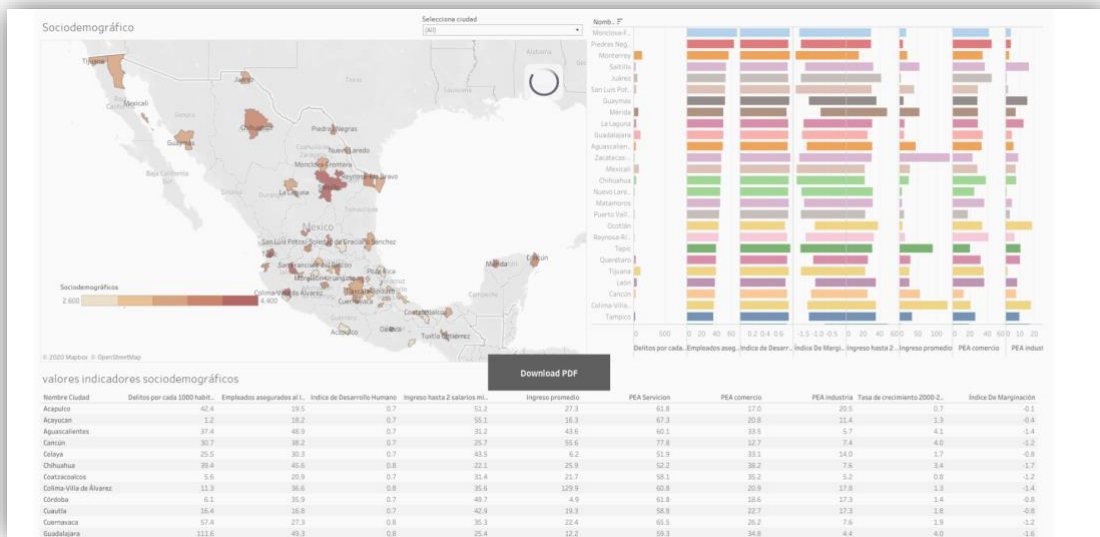 Sociodemográfico
Selecciona ciudad
(All)
Nomb..
Monclova-F..
Piedras Neg..
Monterrey
Saltillo
Juárez
San Luis Pot..
Guaymas
Mérida
La Laguna
Guadalajara
Aguascalien..
Zacatecas-..
Mexicali
Chihuahua
Nuevo Lare..
Matamoros
Puerto Vall..
Ocotlán
Reynosa-Rí..
Tepic
Querétaro
Tijuana
León
Cancún
Colima-Villa..
Tampico
Tijuana
Mexicali
Juárez
Chihuahua
Guaymas
Piedras Negras
Nuevo Laredo
Monclova-Frontera
La Laguna
Mexico
Tepic
Poza Rica
Mérida
Cancún
Colima-Villa de Álvarez
Cuernavaca
Coatzacoalcos
Acapulco
Oaxaca
Tuxtla Gutiérrez
Alabama
Texas
Louisiana
Sonora
Baja California Sur
Sinaloa
Durango
Tamaulipas
Campeche
Guerrero
Sociodemográficos
2.600
4.400
© 2020 Mapbox © OpenStreetMap
0 500 0 20 40 60 0.2 0.4 0.6 -1.5 -1.0 -0.5 0 20 40 60 0 50 100 0 20 40 60 0 10 20
Delitos por cada.. Empleados aseg.. Indice de Desarr.. Índice De Margi.. Ingreso hasta 2 .. Ingreso promedio PEA comercio PEA indust
Download PDF
valores indicadores sociodemográficos
Nombre Ciudad Delitos por cada 1000 habit.. Empleados asegurados al I.. Indice de Desarrollo Humano Ingreso hasta 2 salarios mi.. Ingreso promedio PEA Servicion PEA comercio PEA industria Tasa de crecimiento 2000-2.. Índice De Marginación
Acapulco 42.4 19.5 0.7 51.2 27.3 61.8 17.0 20.5 0.7 -0.1
Acayucan 1.2 18.2 0.7 55.1 16.3 67.3 20.8 11.4 1.3 -0.4
Aguascalientes 37.4 48.9 0.7 31.2 43.6 60.1 33.5 5.7 4.1 -1.4
Cancún 30.7 38.2 0.7 25.7 55.6 77.8 12.7 7.4 4.0 -1.2
Celaya 25.5 30.3 0.7 43.5 6.2 51.9 33.1 14.0 1.7 -0.8
Chihuahua 39.4 45.6 0.8 22.1 25.9 52.2 38.2 7.6 3.4 -1.7
Coatzacoalcos 5.6 20.9 0.7 31.4 21.7 58.1 35.2 5.2 0.8 -1.2
Colima-Villa de Álvarez 11.3 36.6 0.8 35.6 129.9 60.8 20.9 17.8 1.3 -1.4
Córdoba 6.1 35.9 0.7 49.7 4.9 61.8 18.6 17.3 1.4 -0.8
Cuautla 16.4 16.8 0.7 42.9 19.3 58.8 22.7 17.3 1.8 -0.8
Cuernavaca 57.4 27.3 0.8 35.3 22.4 65.5 26.2 7.6 1.9 -1.2
Guadalajara 111.6 49.3 0.8 25.4 12.2 59.3 34.8 4.4 4.0 -1.6